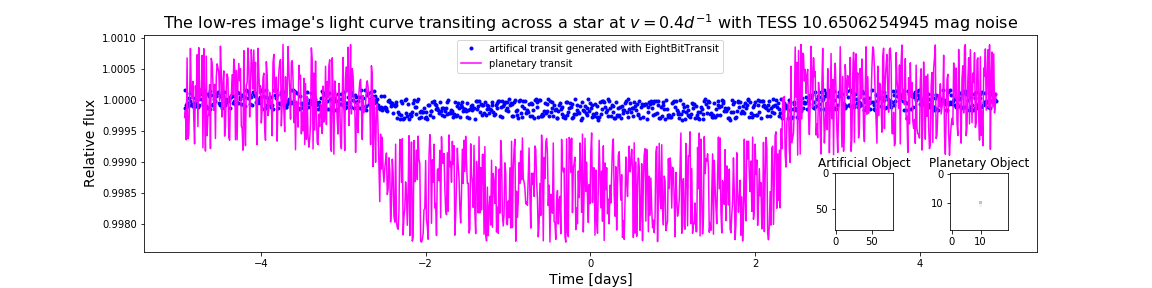 The low-res image's light curve transiting across a star at v = 0.4d⁻¹ with TESS 10.6506254945 mag noise
artifical transit generated with EightBitTransit
planetary transit
Relative flux
1.0010
1.0005
1.0000
0.9995
0.9990
0.9985
0.9980
Artificial Object
0
50
0 50
Planetary Object
0
10
0 10
−4 −2 0 2 4
Time [days]